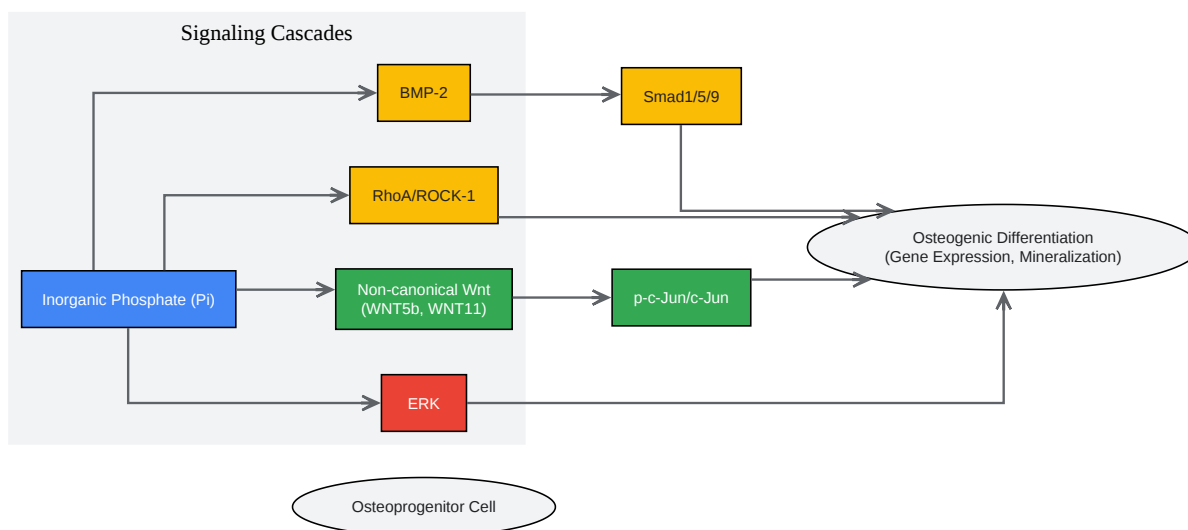 Signaling Cascades
BMP-2
Smad1/5/9
RhoA/ROCK-1
Osteogenic Differentiation
(Gene Expression, Mineralization)
Inorganic Phosphate (Pi)
Non-canonical Wnt
(WNT5b, WNT11)
p-c-Jun/c-Jun
ERK
Osteoprogenitor Cell